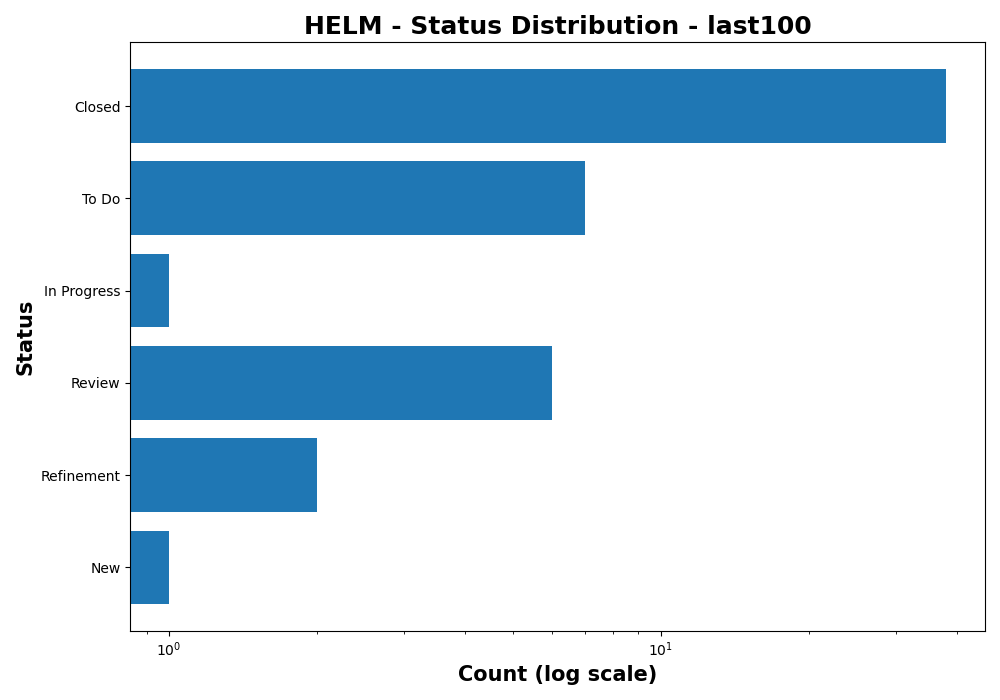 HELM - Status Distribution - last100
Status
Closed
To Do
In Progress
Review
Refinement
New
10⁰
10¹
Count (log scale)